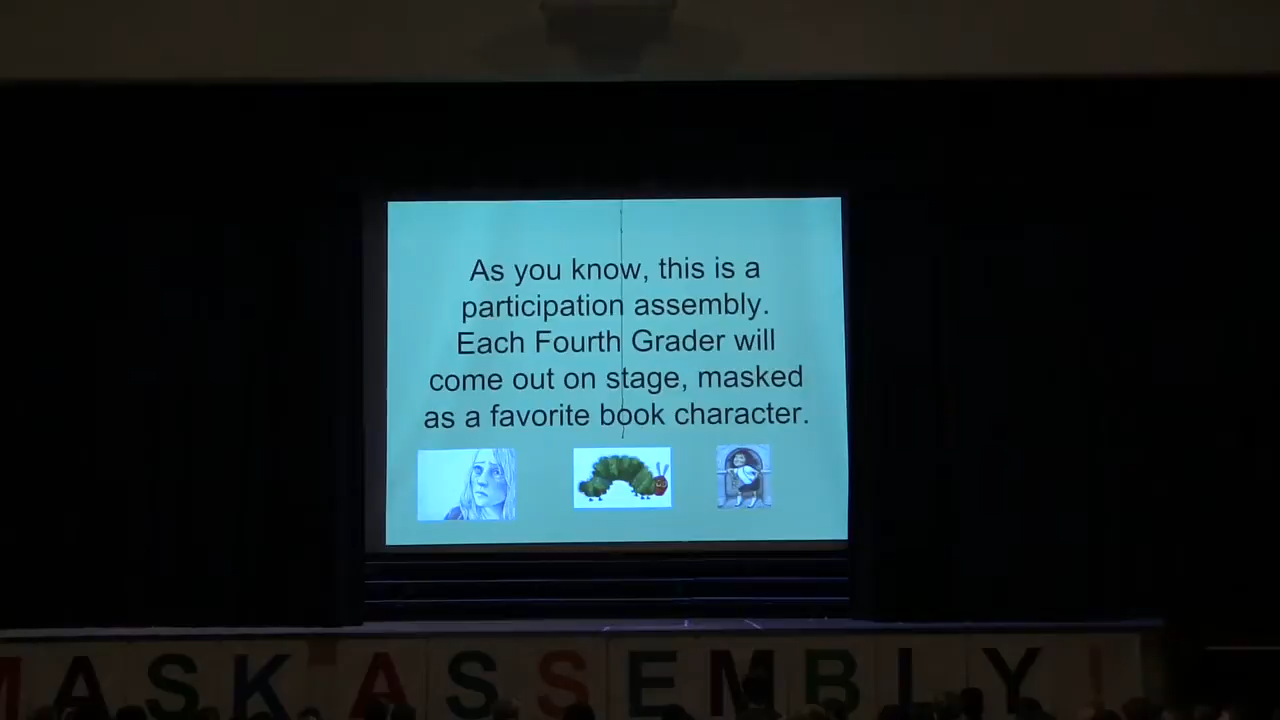 As you know, this is a
participation assembly.
Each Fourth Grader will
come out on stage, masked
as a favorite book character.
MASK ASSEMBLY!